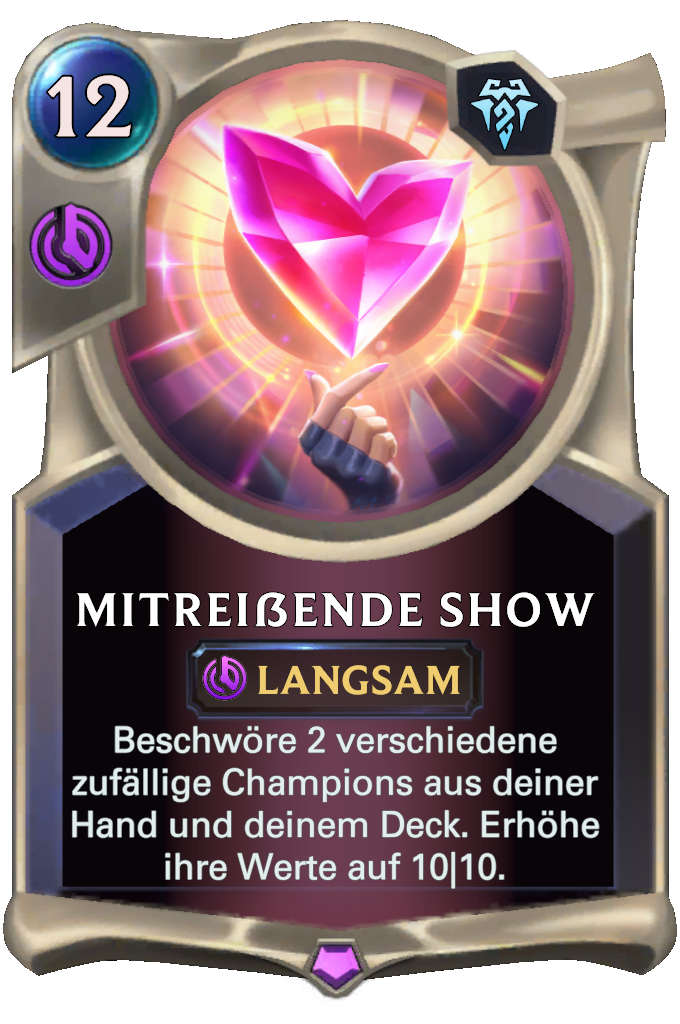 12
MITREIẞENDE SHOW
LANGSAM
Beschwöre 2 verschiedene
zufällige Champions aus deiner
Hand und deinem Deck. Erhöhe
ihre Werte auf 10|10.